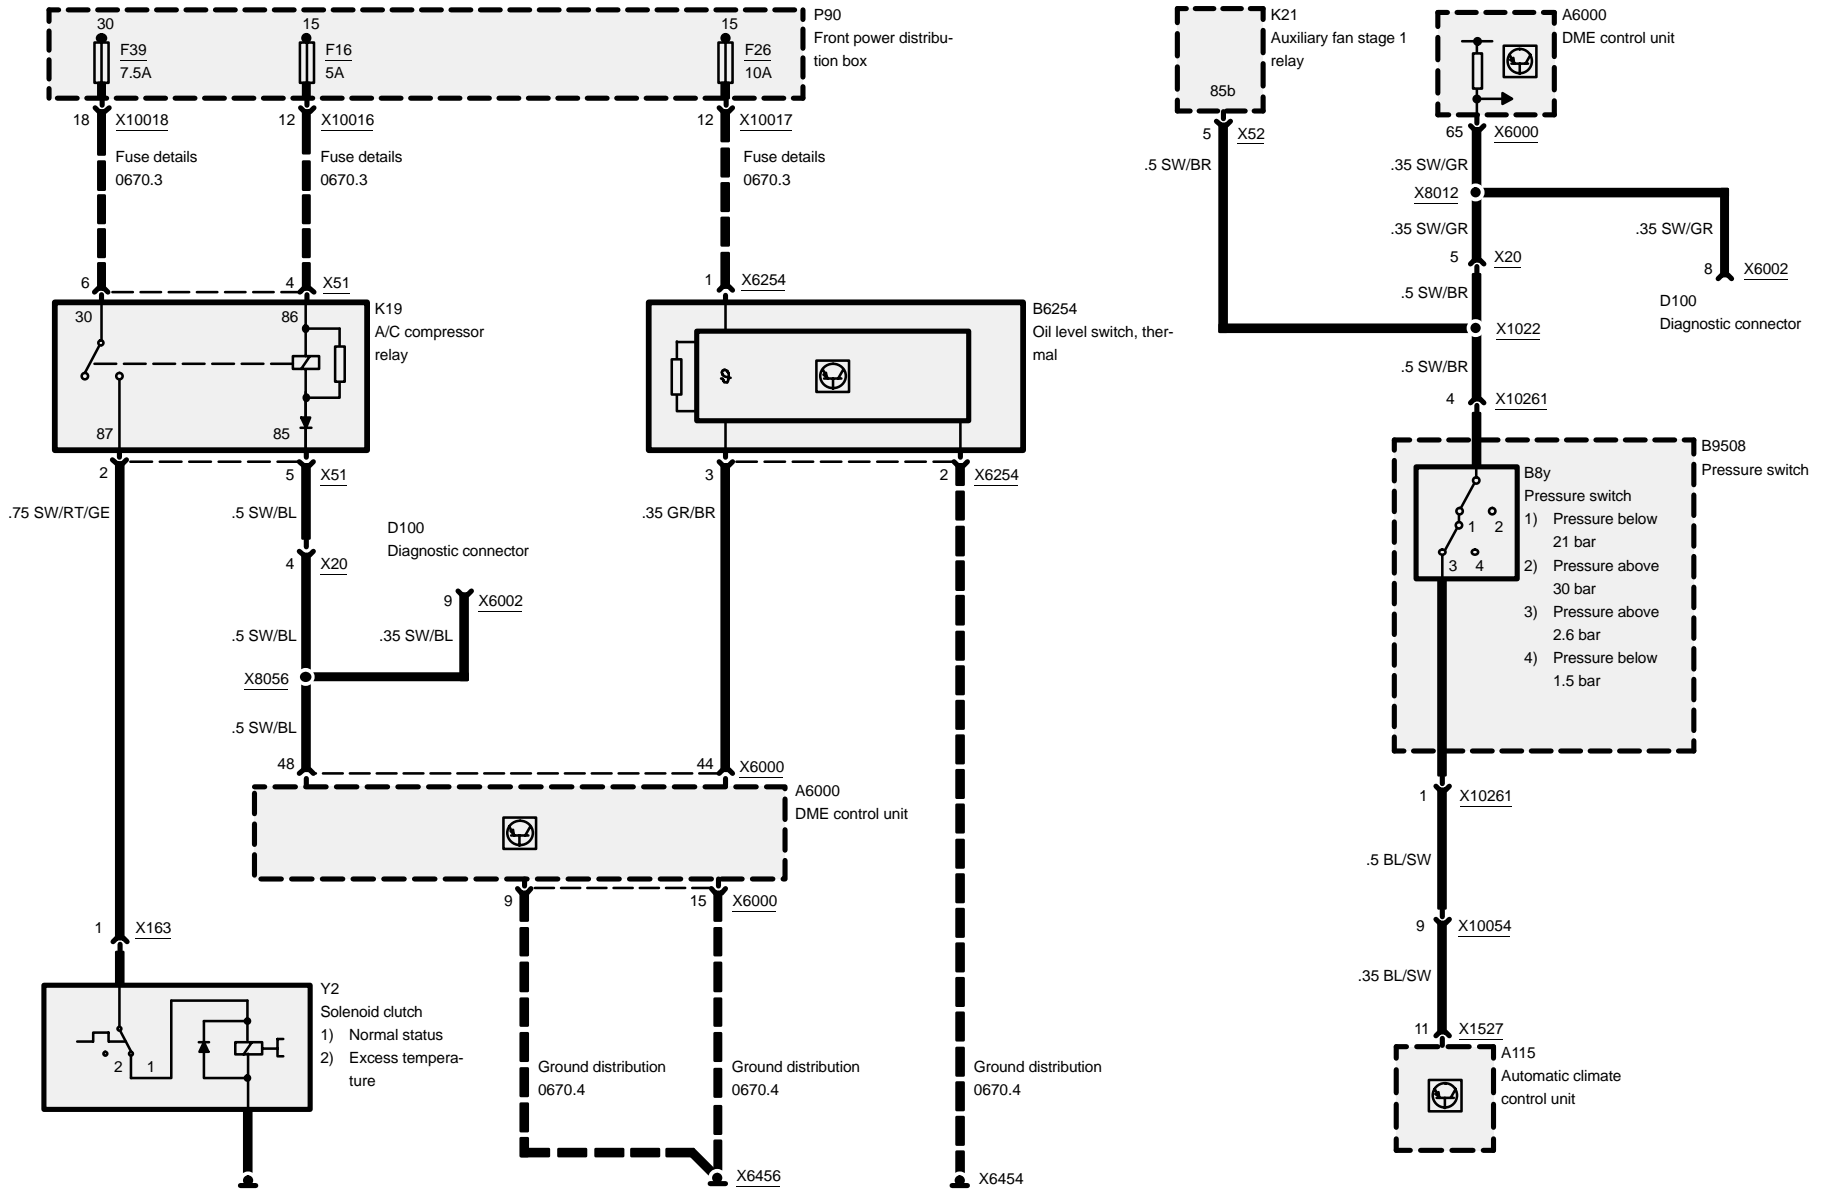 30
15
15
P90
Front power distribu-
tion box
F39
7.5A
F16
5A
F26
10A
18
X10018
12
X10016
12
X10017
Fuse details
0670.3
Fuse details
0670.3
Fuse details
0670.3
6
4
X51
1
X6254
30
86
K19
A/C compressor
relay
87
85
B6254
Oil level switch, ther-
mal
ϑ
2
5
X51
3
2
X6254
.75 SW/RT/GE
.5 SW/BL
.35 GR/BR
D100
Diagnostic connector
4
X20
9
X6002
.5 SW/BL
.35 SW/BL
X8056
.5 SW/BL
48
44
X6000
A6000
DME control unit
9
15
X6000
1
X163
Y2
Solenoid clutch
1) Normal status
2) Excess tempera-
ture
2
1
Ground distribution
0670.4
Ground distribution
0670.4
Ground distribution
0670.4
X6456
X6454
K21
Auxiliary fan stage 1
relay
85b
A6000
DME control unit
5
X52
65
X6000
.5 SW/BR
.35 SW/GR
X8012
.35 SW/GR
.35 SW/GR
5
X20
8
X6002
.5 SW/BR
D100
Diagnostic connector
X1022
.5 SW/BR
4
X10261
B9508
Pressure switch
B8y
Pressure switch
1) Pressure below
21 bar
2) Pressure above
30 bar
3) Pressure above
2.6 bar
4) Pressure below
1.5 bar
1
2
3
4
1
X10261
.5 BL/SW
9
X10054
.35 BL/SW
11
X1527
A115
Automatic climate
control unit